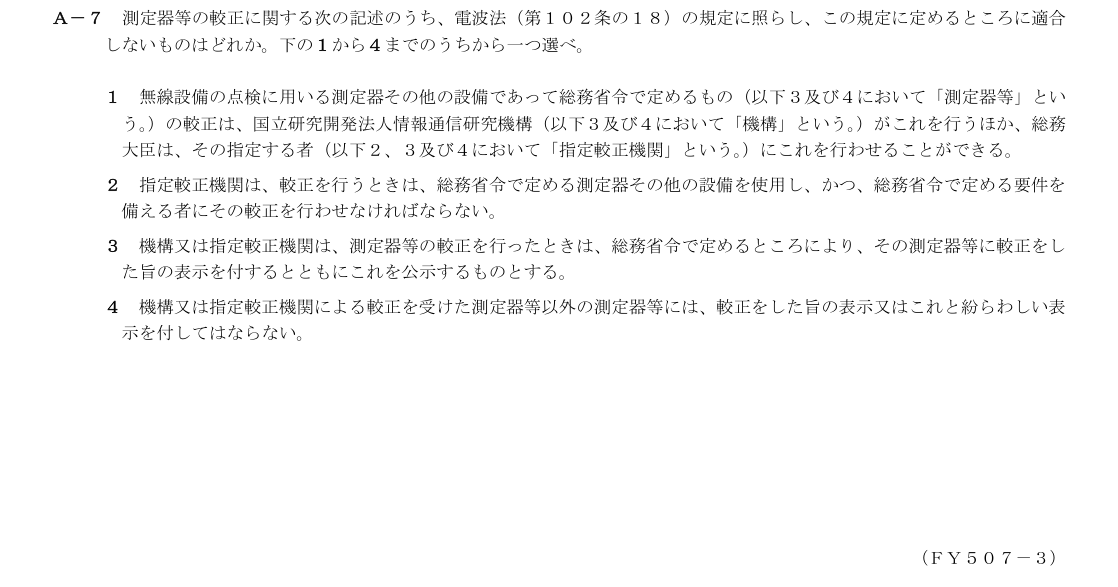 Ａ－７　測定器等の較正に関する次の記述のうち、電波法（第１０２条の１８）の規定に照らし、この規定に定めるところに適合
しないものはどれか。下の１から４までのうちから一つ選べ。
１　無線設備の点検に用いる測定器その他の設備であって総務省令で定めるもの（以下３及び４において「測定器等」とい
う。）の較正は、国立研究開発法人情報通信研究機構（以下３及び４において「機構」という。）がこれを行うほか、総務
大臣は、その指定する者（以下２、３及び４において「指定較正機関」という。）にこれを行わせることができる。
２　指定較正機関は、較正を行うときは、総務省令で定める測定器その他の設備を使用し、かつ、総務省令で定める要件を
備える者にその較正を行わせなければならない。
３　機構又は指定較正機関は、測定器等の較正を行ったときは、総務省令で定めるところにより、その測定器等に較正をし
た旨の表示を付するとともにこれを公示するものとする。
４　機構又は指定較正機関による較正を受けた測定器等以外の測定器等には、較正をした旨の表示又はこれと紛らわしい表
示を付してはならない。
（ＦＹ５０７－３）